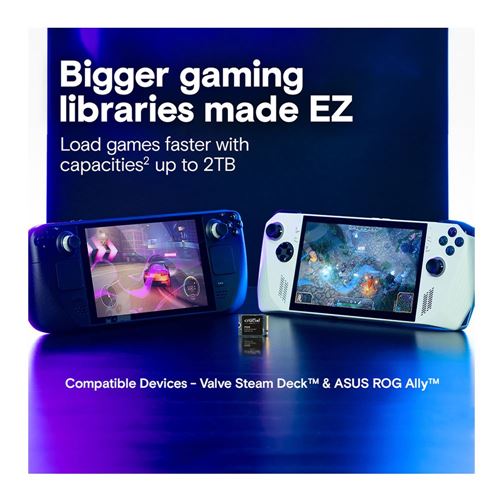 Bigger gaming
libraries made EZ
Load games faster with
capacities² up to 2TB
crucial
Compatible Devices – Valve Steam Deck™ & ASUS ROG Ally™